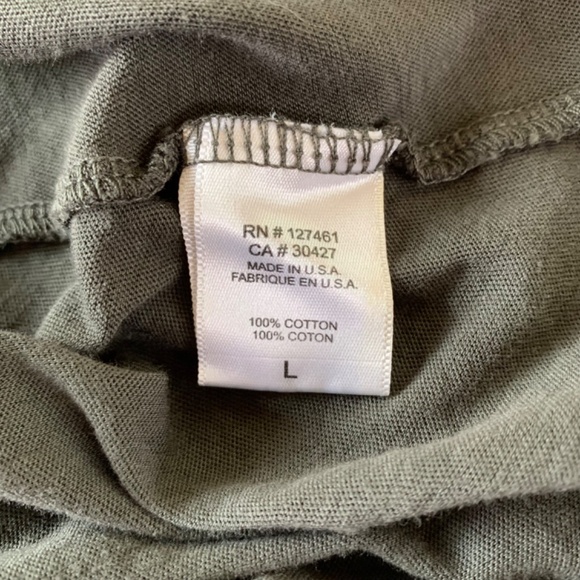 RN # 127461
CA # 30427
MADE IN U.S.A.
FABRIQUE EN U.S.A.
100% COTTON
100% COTON
L